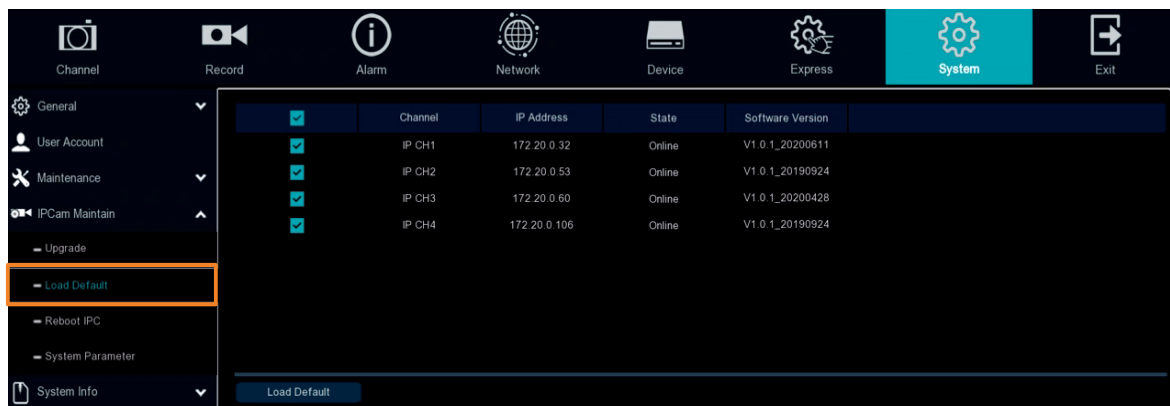 Channel Record Alarm Network Device Express System Exit
General
User Account
Maintenance
IPCam Maintain
Upgrade
Load Default
Reboot IPC
System Parameter
System Info
Channel IP Address State Software Version
IP CH1 172.20.0.32 Online V1.0.1_20200611
IP CH2 172.20.0.53 Online V1.0.1_20190924
IP CH3 172.20.0.60 Online V1.0.1_20200428
IP CH4 172.20.0.106 Online V1.0.1_20190924
Load Default